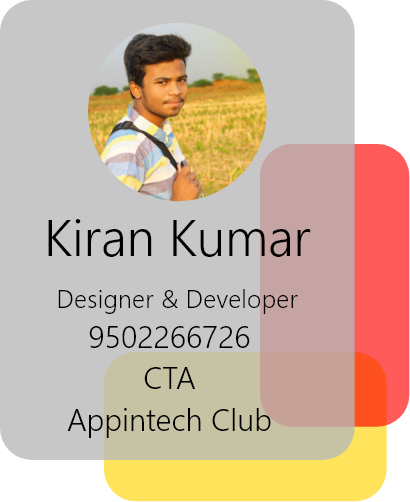 Kiran Kumar
Designer & Developer
9502266726
CTA
Appintech Club